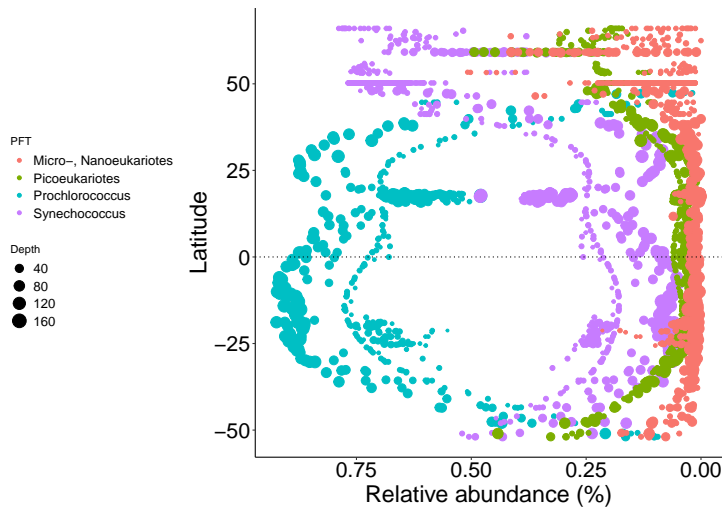 PFT
Micro−, Nanoeukariotes
Picoeukariotes
Prochlorococcus
Synechococcus
Depth
40
80
120
160
Latitude
50
25
0
−25
−50
0.75
0.50
0.25
0.00
Relative abundance (%)